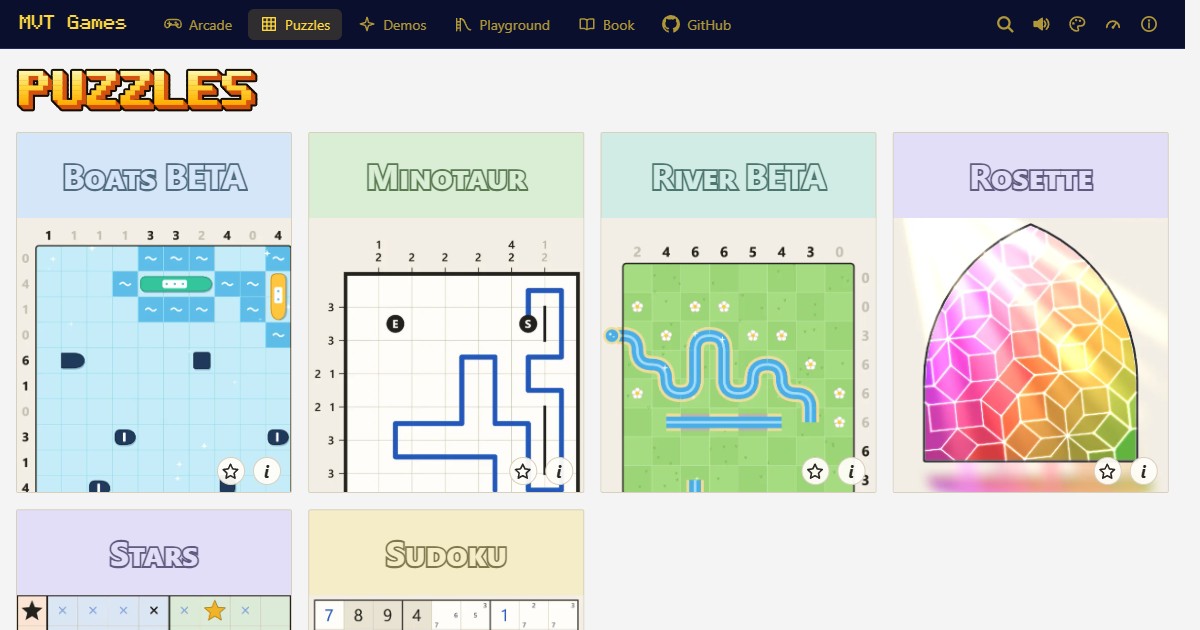 MVT Games
Arcade
Puzzles
Demos
Playground
Book
GitHub
PUZZLES
Boats BETA
Minotaur
River BETA
Rosette
1 1 1 1 3 3 2 4 0 4
0
4
1
0
6
1
0
3
1
4
1 4 1
2 2 2 2 2 2
3
E S
3
2 1
2 1
3
3
2 4 6 6 5 4 3 0
0
0
3
6
6
6
6
3
i
i
i
i
Stars
Sudoku
7 8 9 4 7 6 5 3 1 7 2 7 3